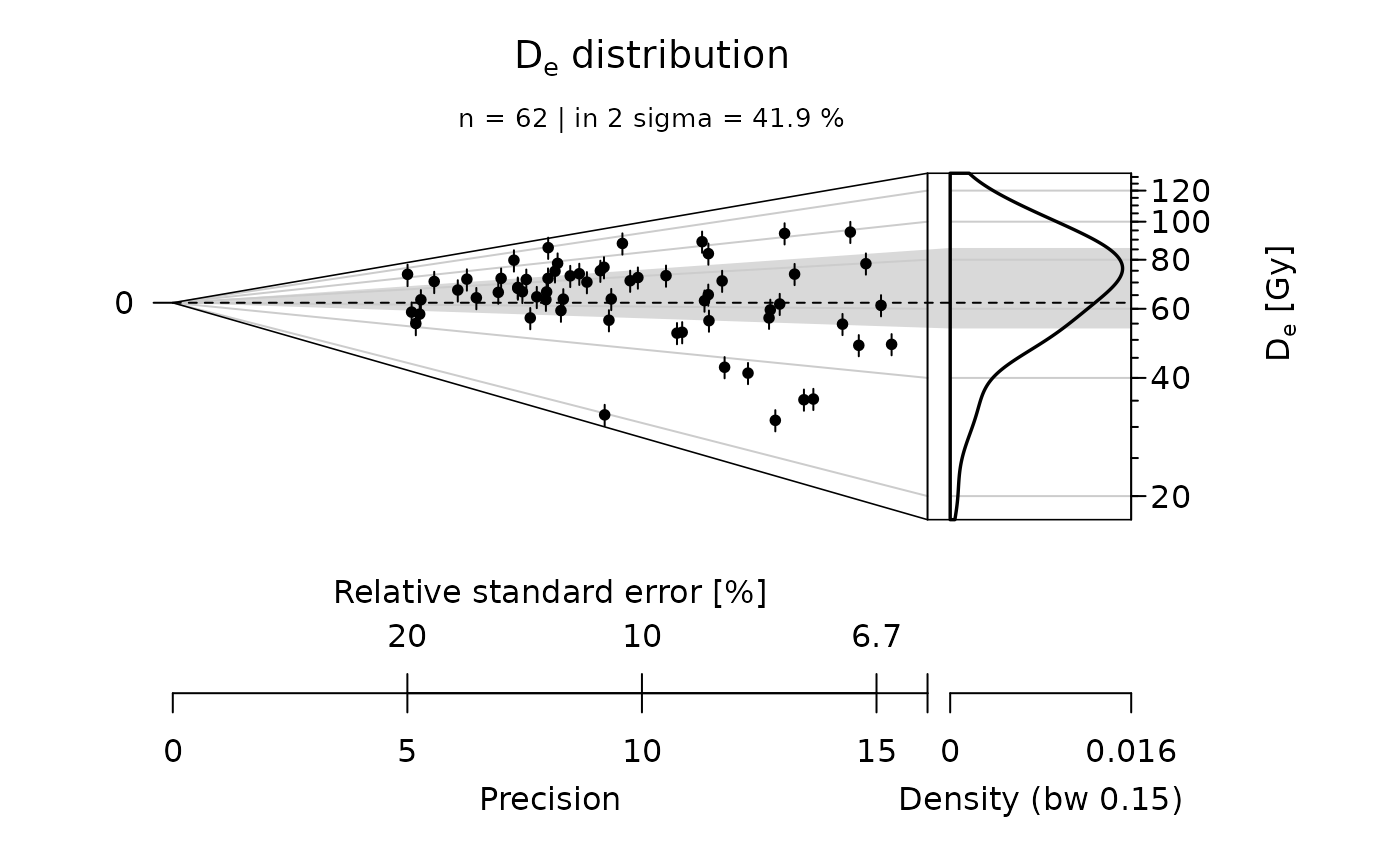 De distribution
n = 62 | in 2 sigma = 41.9 %
0
120
100
80
60
40
20
De [Gy]
Relative standard error [%]
20 10 6.7
0 5 10 15 0 0.016
Precision Density (bw 0.15)